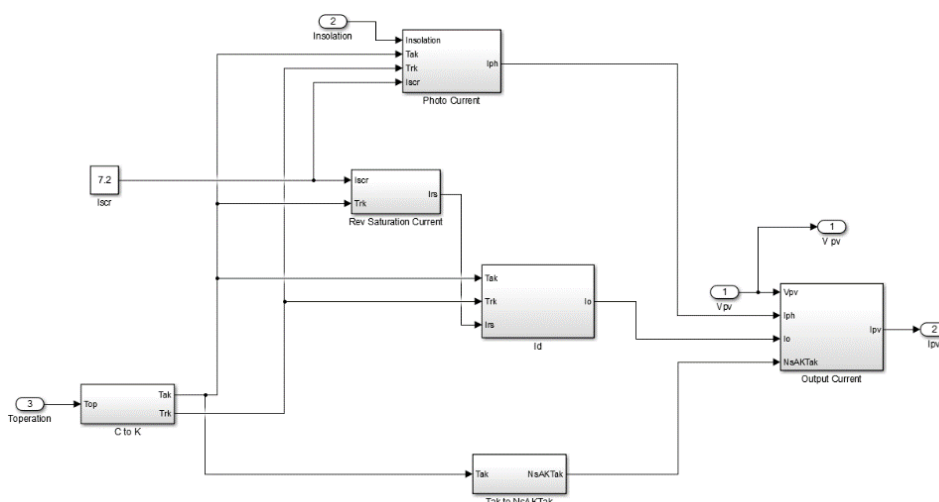 2
Insolation
Insolation
Tak
Trk
Iscr
Iph
Photo Current
7.2
Iscr
Iscr
Trk
Irs
Rev Saturation Current
1
V pv
Tak
Trk
Irs
Io
Id
1
Vpv
Vpv
Iph
Io
NsAKTak
Ipv
Output Current
2
Ipv
3
Toperation
Top
Tak
Trk
C to K
Tak
NsAKTak
Tak to NsAKTak